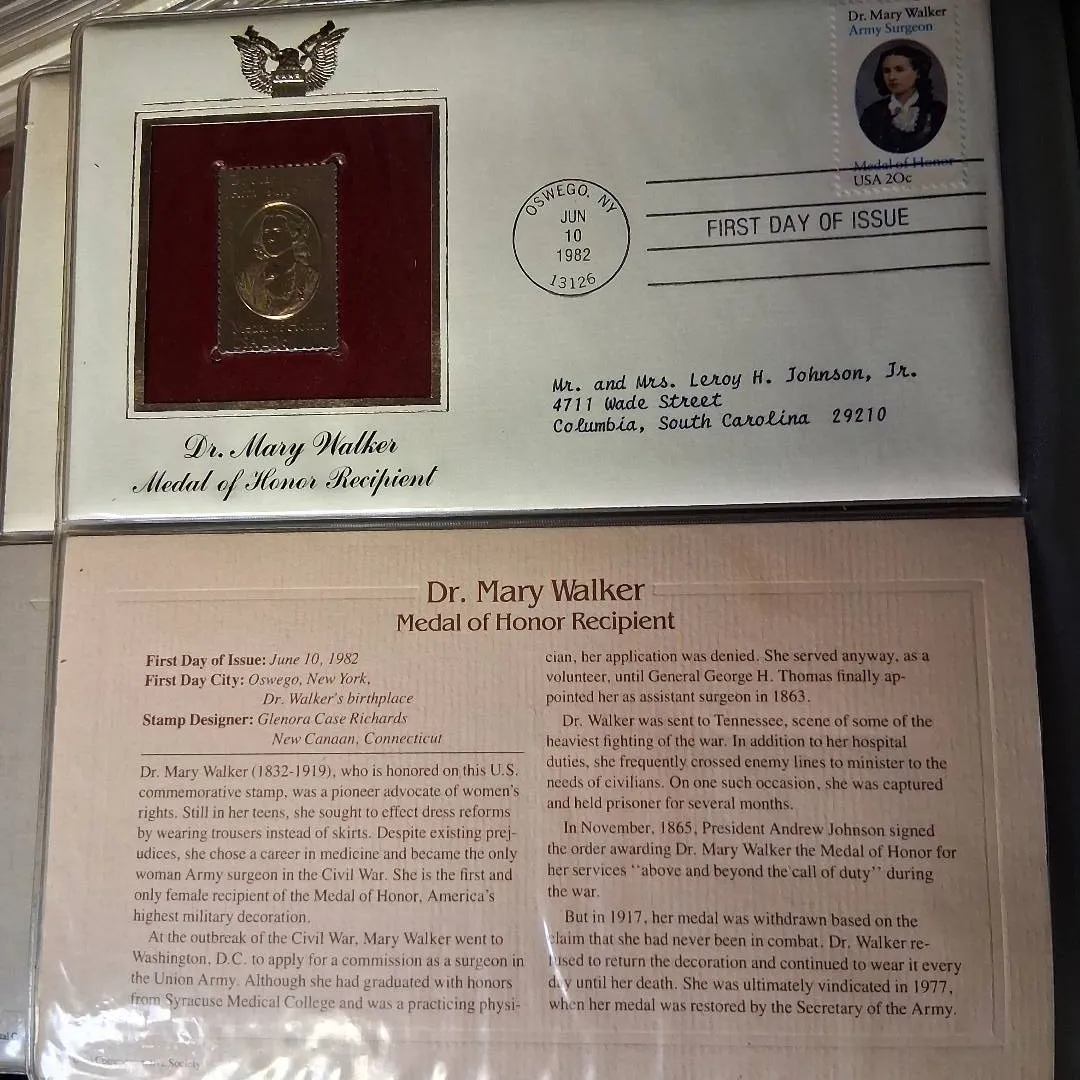 Dr. Mary Walker
Army Surgeon
Medal of Honor
USA 20c
OSWEGO, NY
JUN
10
1982
13126
FIRST DAY OF ISSUE
Medal of Honor
Mr. and Mrs. Leroy H. Johnson, Jr.
4711 Wade Street
Columbia, South Carolina 29210
Dr. Mary Walker
Medal of Honor Recipient
Dr. Mary Walker
Medal of Honor Recipient
First Day of Issue: June 10, 1982
First Day City: Oswego, New York,
Dr. Walker's birthplace
Stamp Designer: Glenora Case Richards
New Canaan, Connecticut
Dr. Mary Walker (1832-1919), who is honored on this U.S.
commemorative stamp, was a pioneer advocate of women's
rights. Still in her teens, she sought to effect dress reforms
by wearing trousers instead of skirts. Despite existing prej-
udices, she chose a career in medicine and became the only
woman Army surgeon in the Civil War. She is the first and
only female recipient of the Medal of Honor, America's
highest military decoration.
At the outbreak of the Civil War, Mary Walker went to
Washington, D.C. to apply for a commission as a surgeon in
the Union Army. Although she had graduated with honors
from Syracuse Medical College and was a practicing physi-
cian, her application was denied. She served anyway, as a
volunteer, until General George H. Thomas finally ap-
pointed her as assistant surgeon in 1863.
Dr. Walker was sent to Tennessee, scene of some of the
heaviest fighting of the war. In addition to her hospital
duties, she frequently crossed enemy lines to minister to the
needs of civilians. On one such occasion, she was captured
and held prisoner for several months.
In November, 1865, President Andrew Johnson signed
the order awarding Dr. Mary Walker the Medal of Honor for
her services "above and beyond the call of duty" during
the war.
But in 1917, her medal was withdrawn based on the
claim that she had never been in combat. Dr. Walker re-
fused to return the decoration and continued to wear it every
day until her death. She was ultimately vindicated in 1977,
when her medal was restored by the Secretary of the Army.
Society